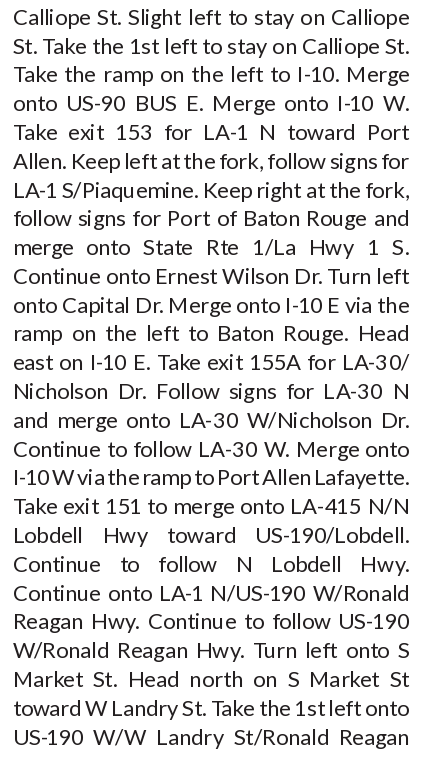 Calliope St. Slight left to stay on Calliope
St. Take the 1st left to stay on Calliope St.
Take the ramp on the left to I-10. Merge
onto US-90 BUS E. Merge onto I-10 W.
Take exit 153 for LA-1 N toward Port
Allen. Keep left at the fork, follow signs for
LA-1 S/Piaquemine. Keep right at the fork,
follow signs for Port of Baton Rouge and
merge onto State Rte 1/La Hwy 1 S.
Continue onto Ernest Wilson Dr. Turn left
onto Capital Dr. Merge onto I-10 E via the
ramp on the left to Baton Rouge. Head
east on I-10 E. Take exit 155A for LA-30/
Nicholson Dr. Follow signs for LA-30 N
and merge onto LA-30 W/Nicholson Dr.
Continue to follow LA-30 W. Merge onto
I-10 W via the ramp to Port Allen Lafayette.
Take exit 151 to merge onto LA-415 N/N
Lobdell Hwy toward US-190/Lobdell.
Continue to follow N Lobdell Hwy.
Continue onto LA-1 N/US-190 W/Ronald
Reagan Hwy. Continue to follow US-190
W/Ronald Reagan Hwy. Turn left onto S
Market St. Head north on S Market St
toward W Landry St. Take the 1st left onto
US-190 W/W Landry St/Ronald Reagan